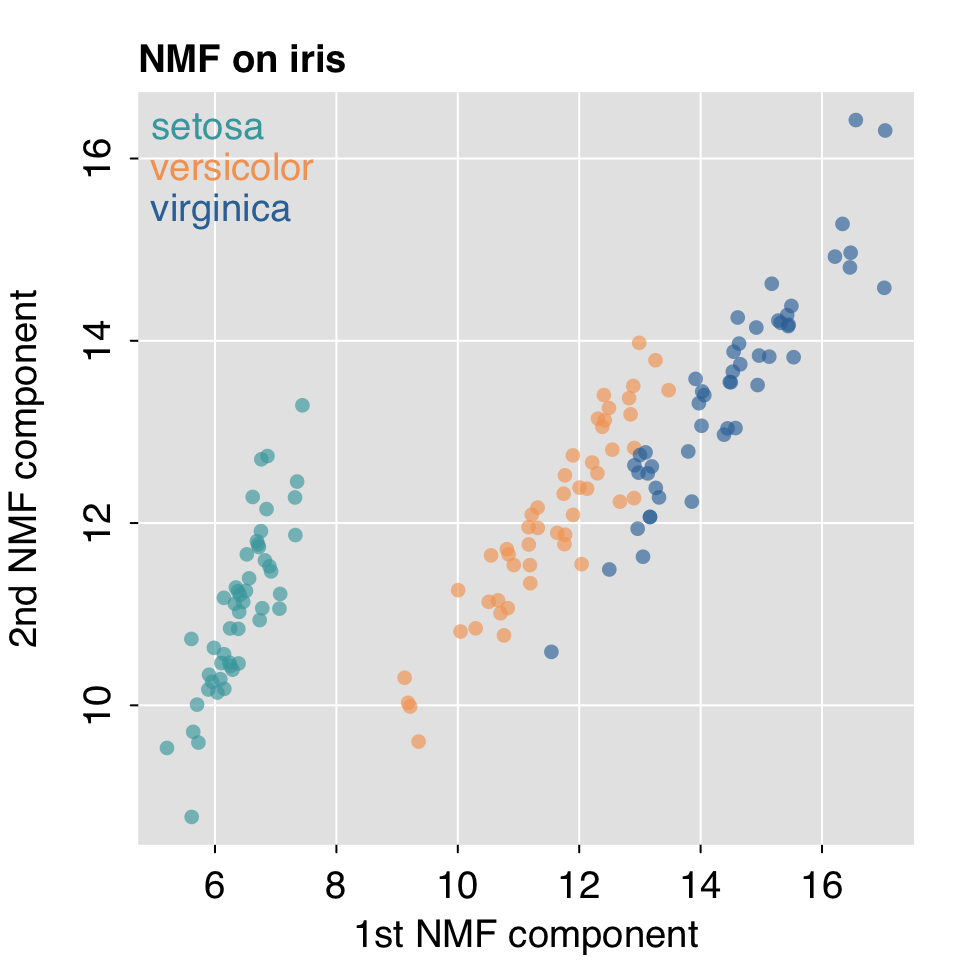 NMF on iris
setosa
versicolor
virginica
16
14
12
10
2nd NMF component
6 8 10 12 14 16
1st NMF component